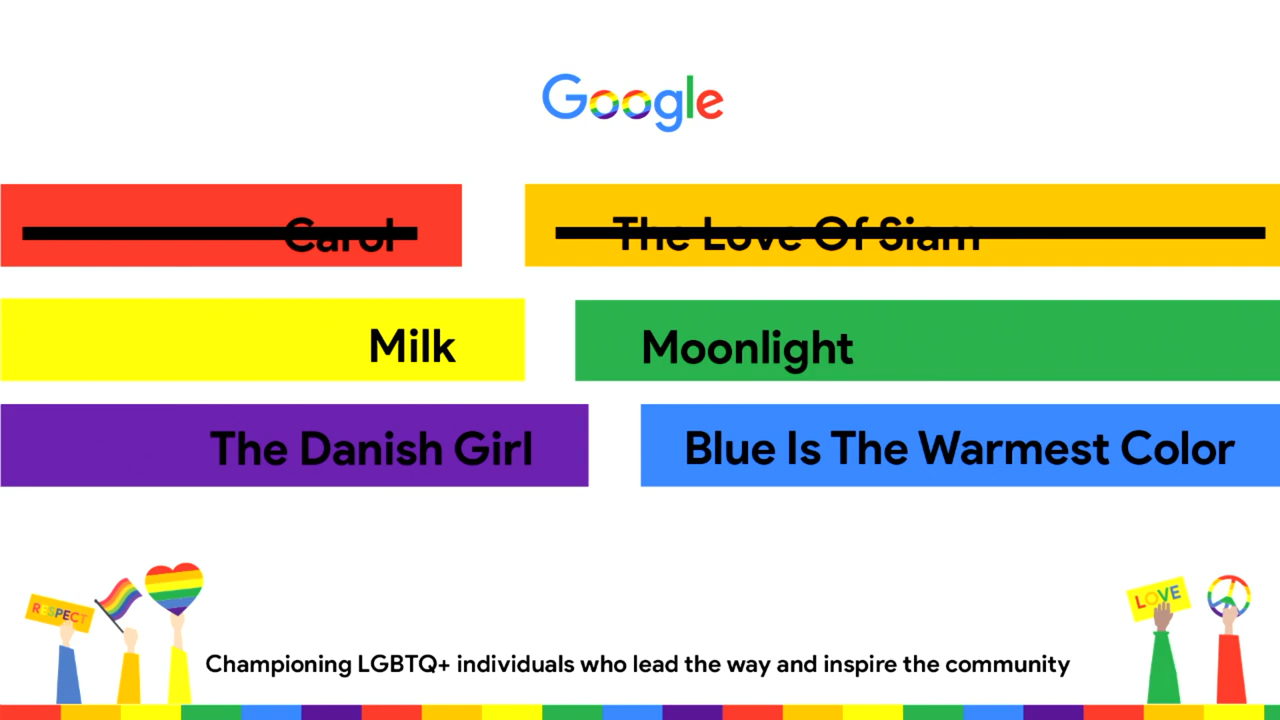 Google
Carol
The Love Of Siam
Milk
Moonlight
The Danish Girl
Blue Is The Warmest Color
RESPECT
LOVE
Championing LGBTQ+ individuals who lead the way and inspire the community